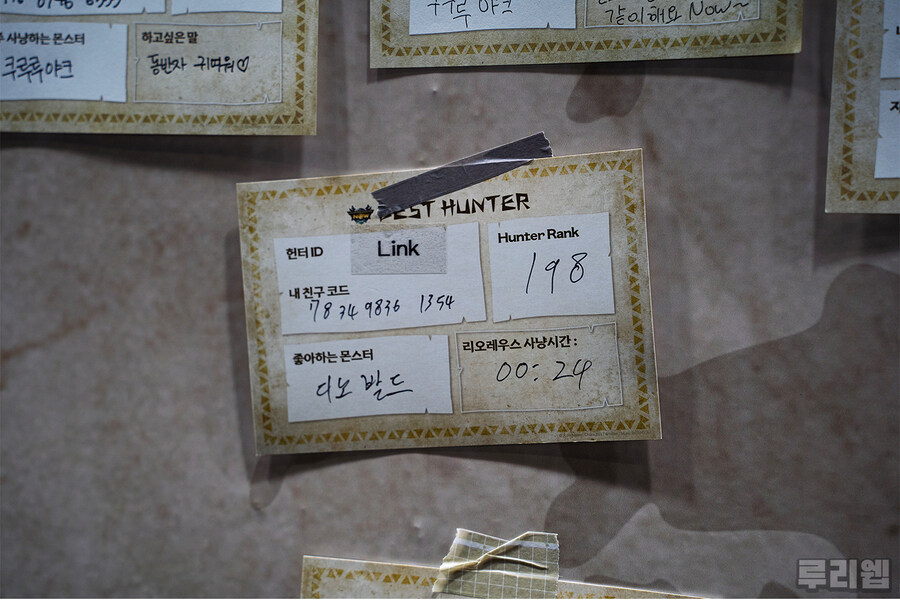 사냥하는 몬스터
쿠루루야크
하고싶은 말
동반자 귀여워♡
쿠루루야크
같이해요 Now~
BEST HUNTER
헌터 ID
Link
내 친구 코드
7834 9836 1354
Hunter Rank
198
좋아하는 몬스터
디노발드
리오레우스 사냥시간 :
00:24
루리웹